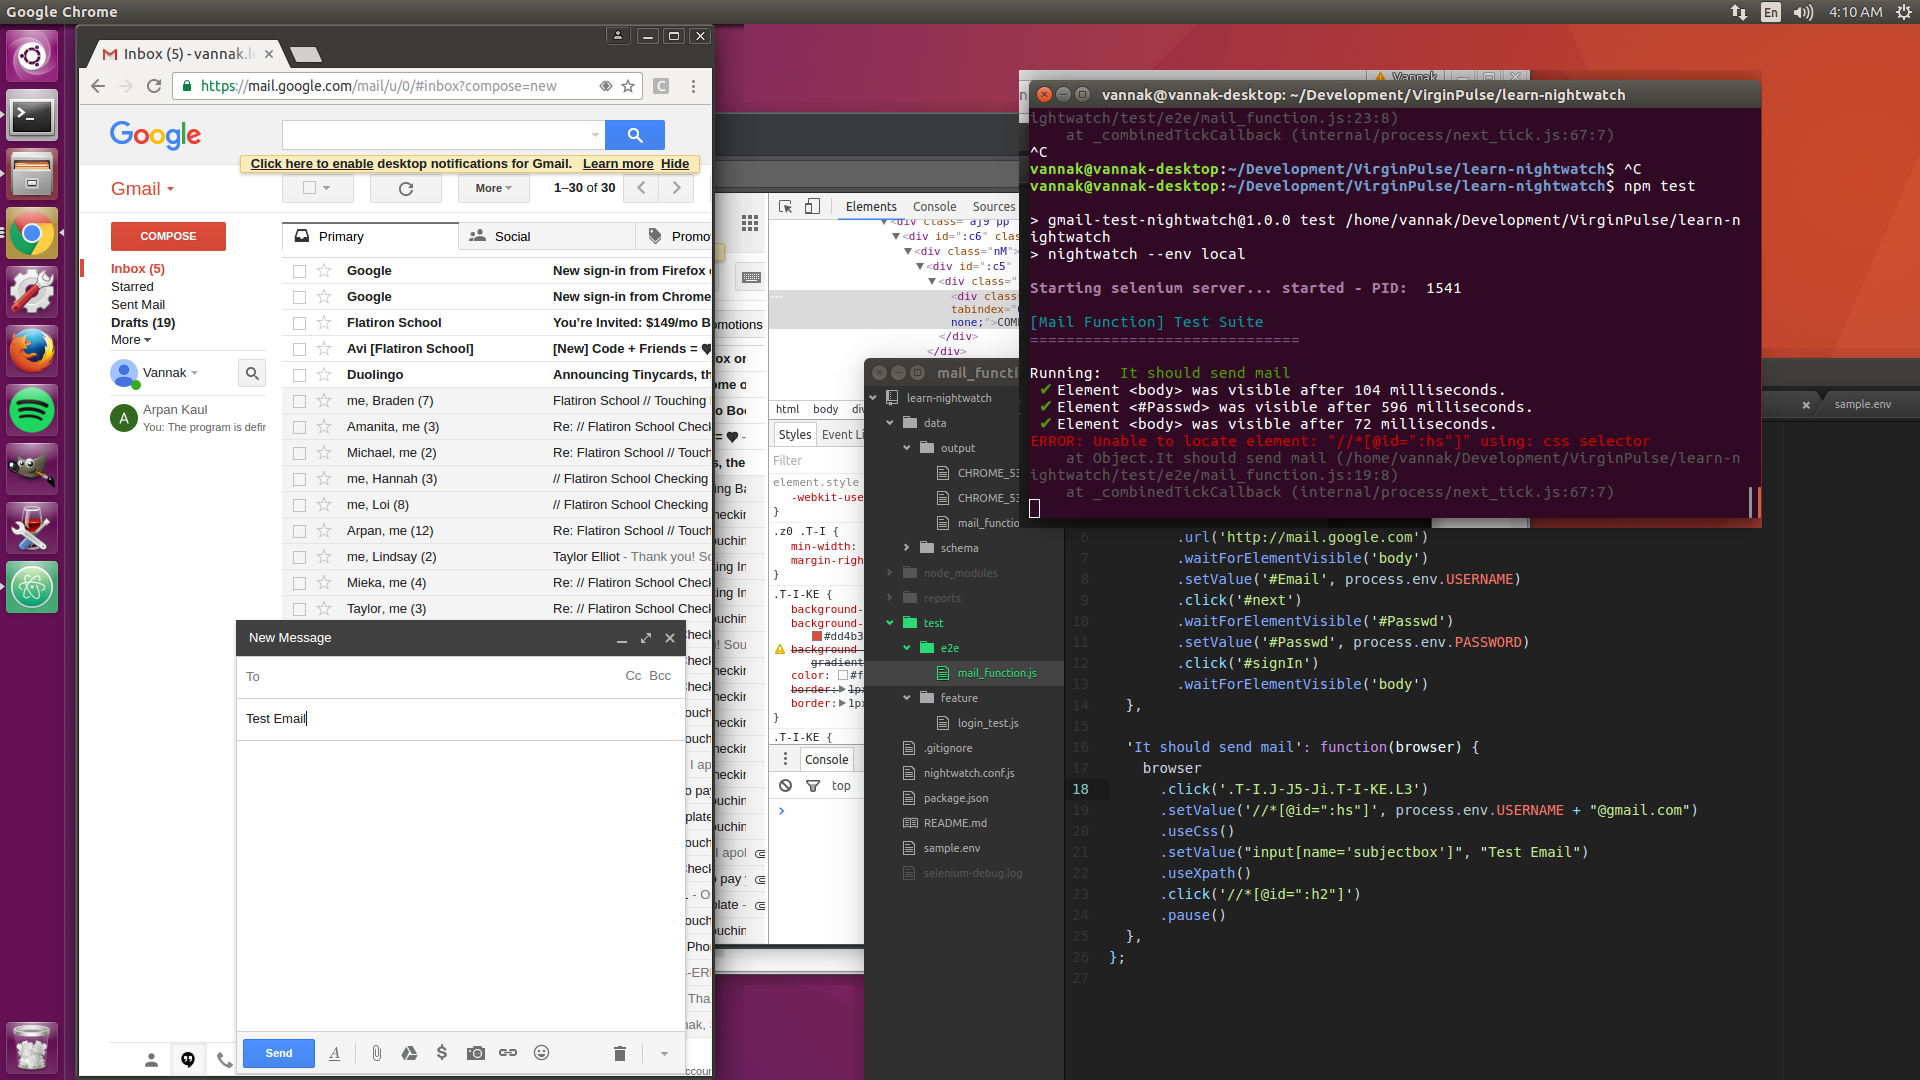 Google Chrome
En
4:10 AM
Inbox (5) - vannak.l
https://mail.google.com/mail/u/0/#inbox?compose=new
Google
Click here to enable desktop notifications for Gmail. Learn more Hide
Gmail
More
1–30 of 30
COMPOSE
Primary
Social
Promo
Inbox (5)
Starred
Sent Mail
Drafts (19)
More
Vannak
Arpan Kaul
You: The program is defir
Google New sign-in from Firefox
Google New sign-in from Chrome
Flatiron School You're Invited: $149/mo B
Avi [Flatiron School] [New] Code + Friends = ♥
Duolingo Announcing Tinycards, th
me, Braden (7) Flatiron School // Touching
Amanita, me (3) Re: // Flatiron School Check
Michael, me (2) Re: // Flatiron School Check
me, Hannah (3) // Flatiron School Checking
me, Loi (8) // Flatiron School Checking
Arpan, me (12) Re: Flatiron School // Touc
me, Lindsay (2) Taylor Elliot - Thank you! So
Mieka, me (4) Re: // Flatiron School Check
Taylor, me (3) Re: // Flatiron School Check
New Message
To
Cc Bcc
Test Email
Send
Elements Console Sources
<div class="aj9 pp
<div id=":c6" clas
<div class="nM">
<div id=":c5"
<div class="
<div class
tabindex="
none;">COM
</div>
</div>
html body div
Styles Event Li
Filter
element.style
-webkit-use
}
.z0 .T-I {
min-width:
margin-righ
}
.T-I-KE {
background-
background-
#dd4b3
background
gradient
color: #f
border: 1px
border: 1px
}
.T-I-KE {
Console
top
Vannak
vannak@vannak-desktop: ~/Development/VirginPulse/learn-nightwatch
ightwatch/test/e2e/mail_function.js:23:8)
at _combinedTickCallback (internal/process/next_tick.js:67:7)
^C
vannak@vannak-desktop:~/Development/VirginPulse/learn-nightwatch$ ^C
vannak@vannak-desktop:~/Development/VirginPulse/learn-nightwatch$ npm test
> gmail-test-nightwatch@1.0.0 test /home/vannak/Development/VirginPulse/learn-n
ightwatch
> nightwatch --env local
Starting selenium server... started - PID: 1541
[Mail Function] Test Suite
==============================
Running: It should send mail
✔ Element <body> was visible after 104 milliseconds.
✔ Element <#Passwd> was visible after 596 milliseconds.
✔ Element <body> was visible after 72 milliseconds.
ERROR: Unable to locate element: "//*[@id=":hs"]" using: css selector
at Object.It should send mail (/home/vannak/Development/VirginPulse/learn-n
ightwatch/test/e2e/mail_function.js:19:8)
at _combinedTickCallback (internal/process/next_tick.js:67:7)
mail_functi
sample.env
learn-nightwatch
data
output
CHROME_53
CHROME_53
mail_functio
schema
node_modules
reports
test
e2e
mail_function.js
feature
login_test.js
.gitignore
nightwatch.conf.js
package.json
README.md
sample.env
selenium-debug.log
6 .url('http://mail.google.com')
7 .waitForElementVisible('body')
8 .setValue('#Email', process.env.USERNAME)
9 .click('#next')
10 .waitForElementVisible('#Passwd')
11 .setValue('#Passwd', process.env.PASSWORD)
12 .click('#signIn')
13 .waitForElementVisible('body')
14 },
15
16 'It should send mail': function(browser) {
17 browser
18 .click('.T-I.J-J5-Ji.T-I-KE.L3')
19 .setValue('//*[@id=":hs"]', process.env.USERNAME + "@gmail.com")
20 .useCss()
21 .setValue("input[name='subjectbox']", "Test Email")
22 .useXpath()
23 .click('//*[@id=":h2"]')
24 .pause()
25 },
26 };
27